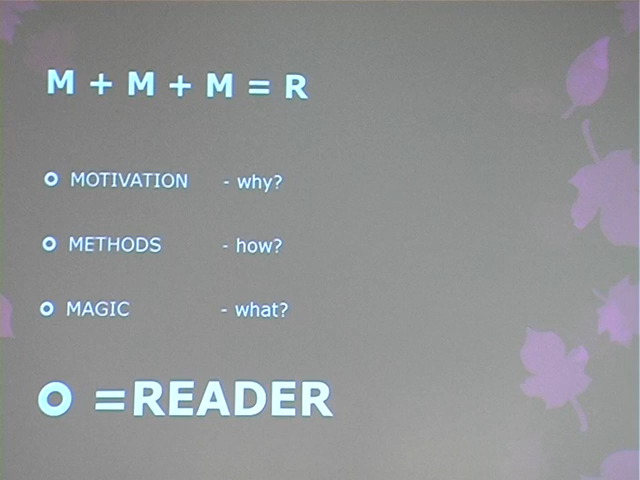 M + M + M = R
MOTIVATION - why?
METHODS - how?
MAGIC - what?
=READER